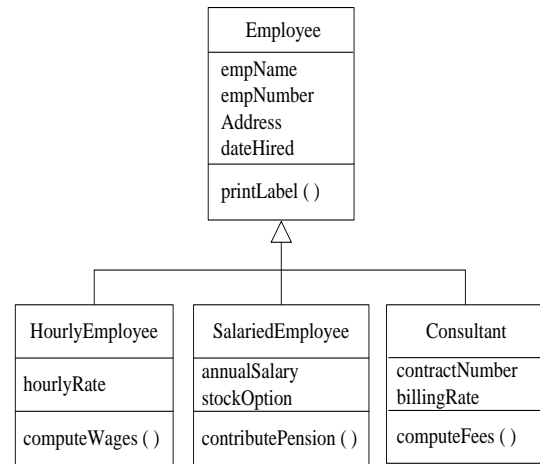 Employee
empName
empNumber
Address
dateHired
printLabel ( )
HourlyEmployee
hourlyRate
computeWages ( )
SalariedEmployee
annualSalary
stockOption
contributePension ( )
Consultant
contractNumber
billingRate
computeFees ( )